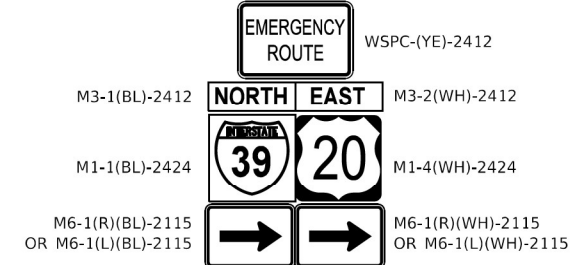 EMERGENCY
ROUTE
WSPC-(YE)-2412
M3-1(BL)-2412
NORTH
EAST
M3-2(WH)-2412
M1-1(BL)-2424
INTERSTATE
39
20
M1-4(WH)-2424
M6-1(R)(BL)-2115
OR M6-1(L)(BL)-2115
M6-1(R)(WH)-2115
OR M6-1(L)(WH)-2115